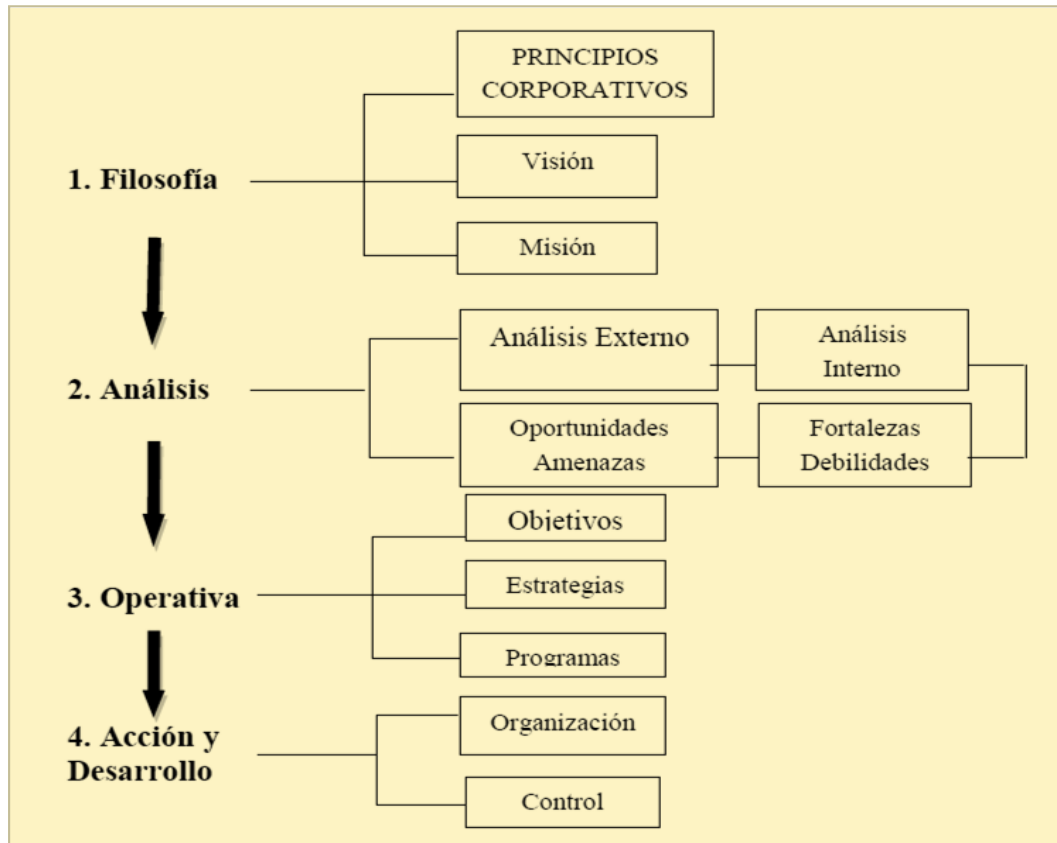 PRINCIPIOS
CORPORATIVOS
1. Filosofía
Visión
Misión
2. Análisis
Análisis Externo
Análisis
Interno
Oportunidades
Amenazas
Fortalezas
Debilidades
3. Operativa
Objetivos
Estrategias
Programas
4. Acción y
Desarrollo
Organización
Control